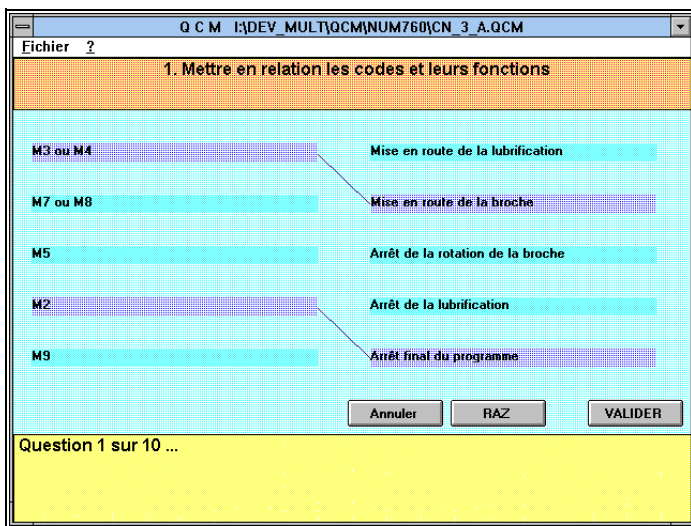 Q C M I:\DEV_MULT\QCM\NUM760\CN_3_A.QCM
Fichier ?
1. Mettre en relation les codes et leurs fonctions
M3 ou M4 Mise en route de la lubrification
M7 ou M8 Mise en route de la broche
M5 Arrêt de la rotation de la broche
M2 Arrêt de la lubrification
M9 Arrêt final du programme
Annuler RAZ VALIDER
Question 1 sur 10 ...